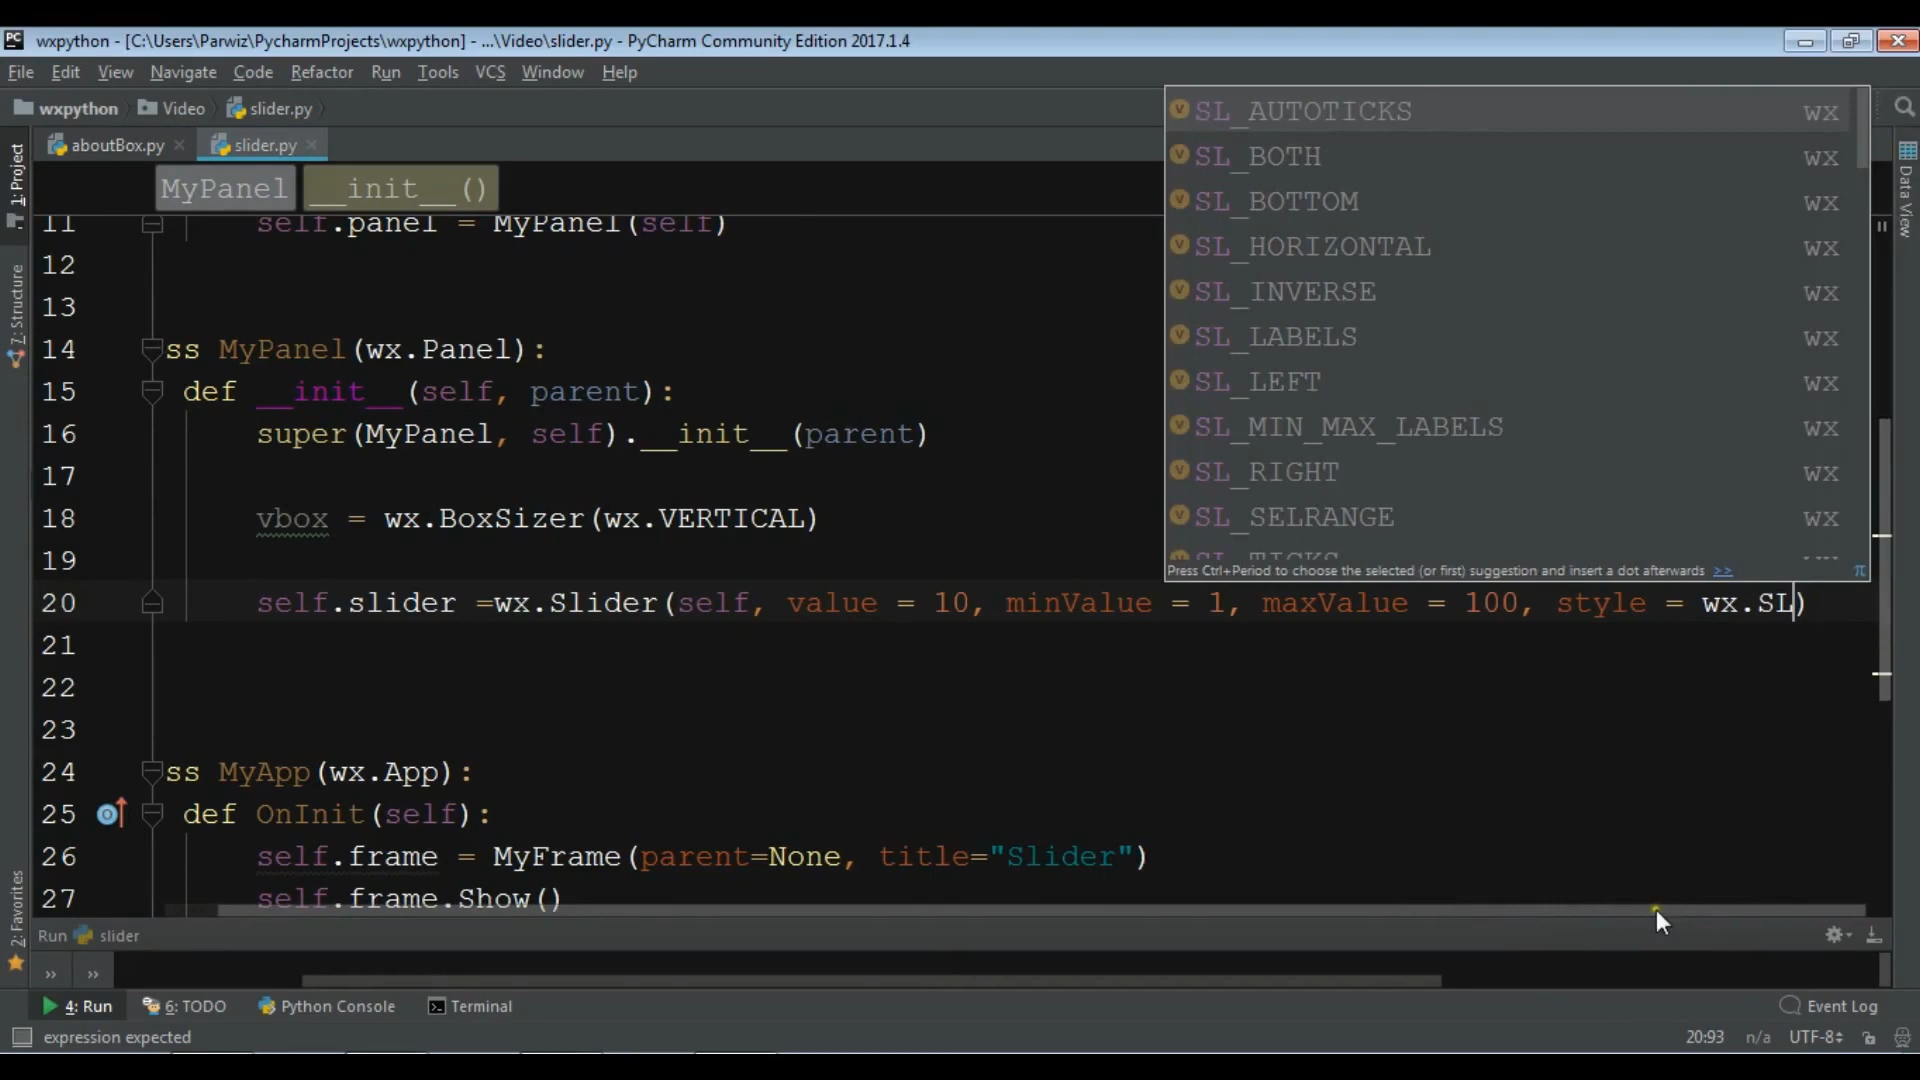 PC wxpython - [C:\Users\Parwiz\PycharmProjects\wxpython] - ...\Video\slider.py - PyCharm Community Edition 2017.1.4
File Edit View Navigate Code Refactor Run Tools VCS Window Help
wxpython Video slider.py
aboutBox.py slider.py
MyPanel __init__()
1: Project
7: Structure
2: Favorites
Data View
11 self.panel = MyPanel(self)
12
13
14 ss MyPanel(wx.Panel):
15 def __init__(self, parent):
16 super(MyPanel, self).__init__(parent)
17
18 vbox = wx.BoxSizer(wx.VERTICAL)
19
20 self.slider =wx.Slider(self, value = 10, minValue = 1, maxValue = 100, style = wx.SL)
21
22
23
24 ss MyApp(wx.App):
25 def OnInit(self):
26 self.frame = MyFrame(parent=None, title="Slider")
27 self.frame.Show()
SL_AUTOTICKS wx
SL_BOTH wx
SL_BOTTOM wx
SL_HORIZONTAL wx
SL_INVERSE wx
SL_LABELS wx
SL_LEFT wx
SL_MIN_MAX_LABELS wx
SL_RIGHT wx
SL_SELRANGE wx
SL_TICKS wx
Press Ctrl+Period to choose the selected (or first) suggestion and insert a dot afterwards >> π
Run slider
» »
4: Run 6: TODO Python Console Terminal Event Log
expression expected 20:93 n/a UTF-8